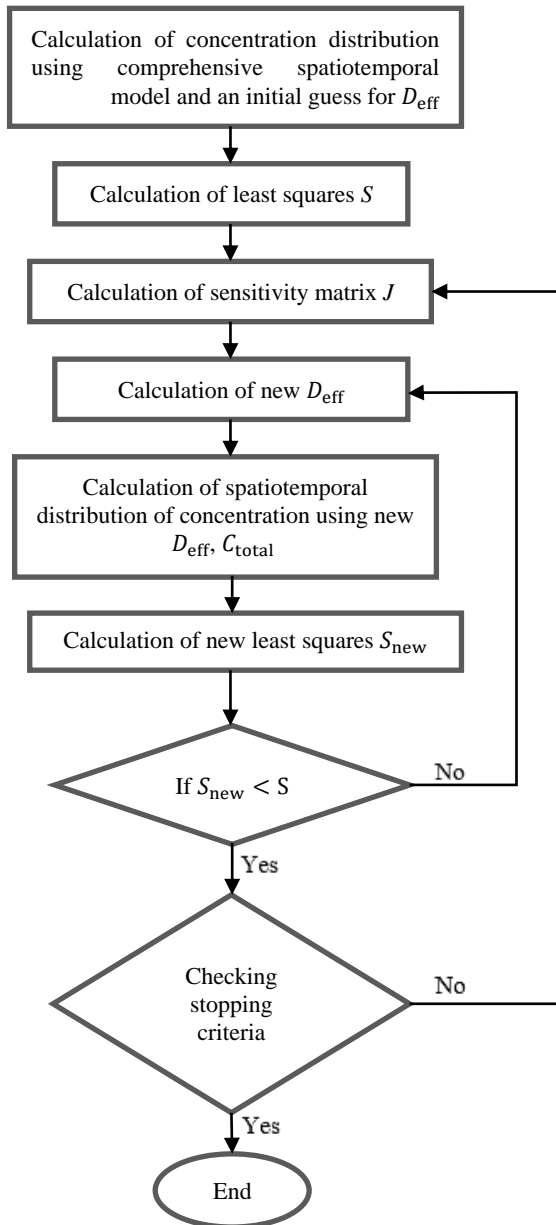 Calculation of concentration distribution
using comprehensive spatiotemporal
model and an initial guess for D_eff
Calculation of least squares S
Calculation of sensitivity matrix J
Calculation of new D_eff
Calculation of spatiotemporal
distribution of concentration using new
D_eff, C_total
Calculation of new least squares S_new
If S_new < S
No
Yes
Checking
stopping
criteria
No
Yes
End